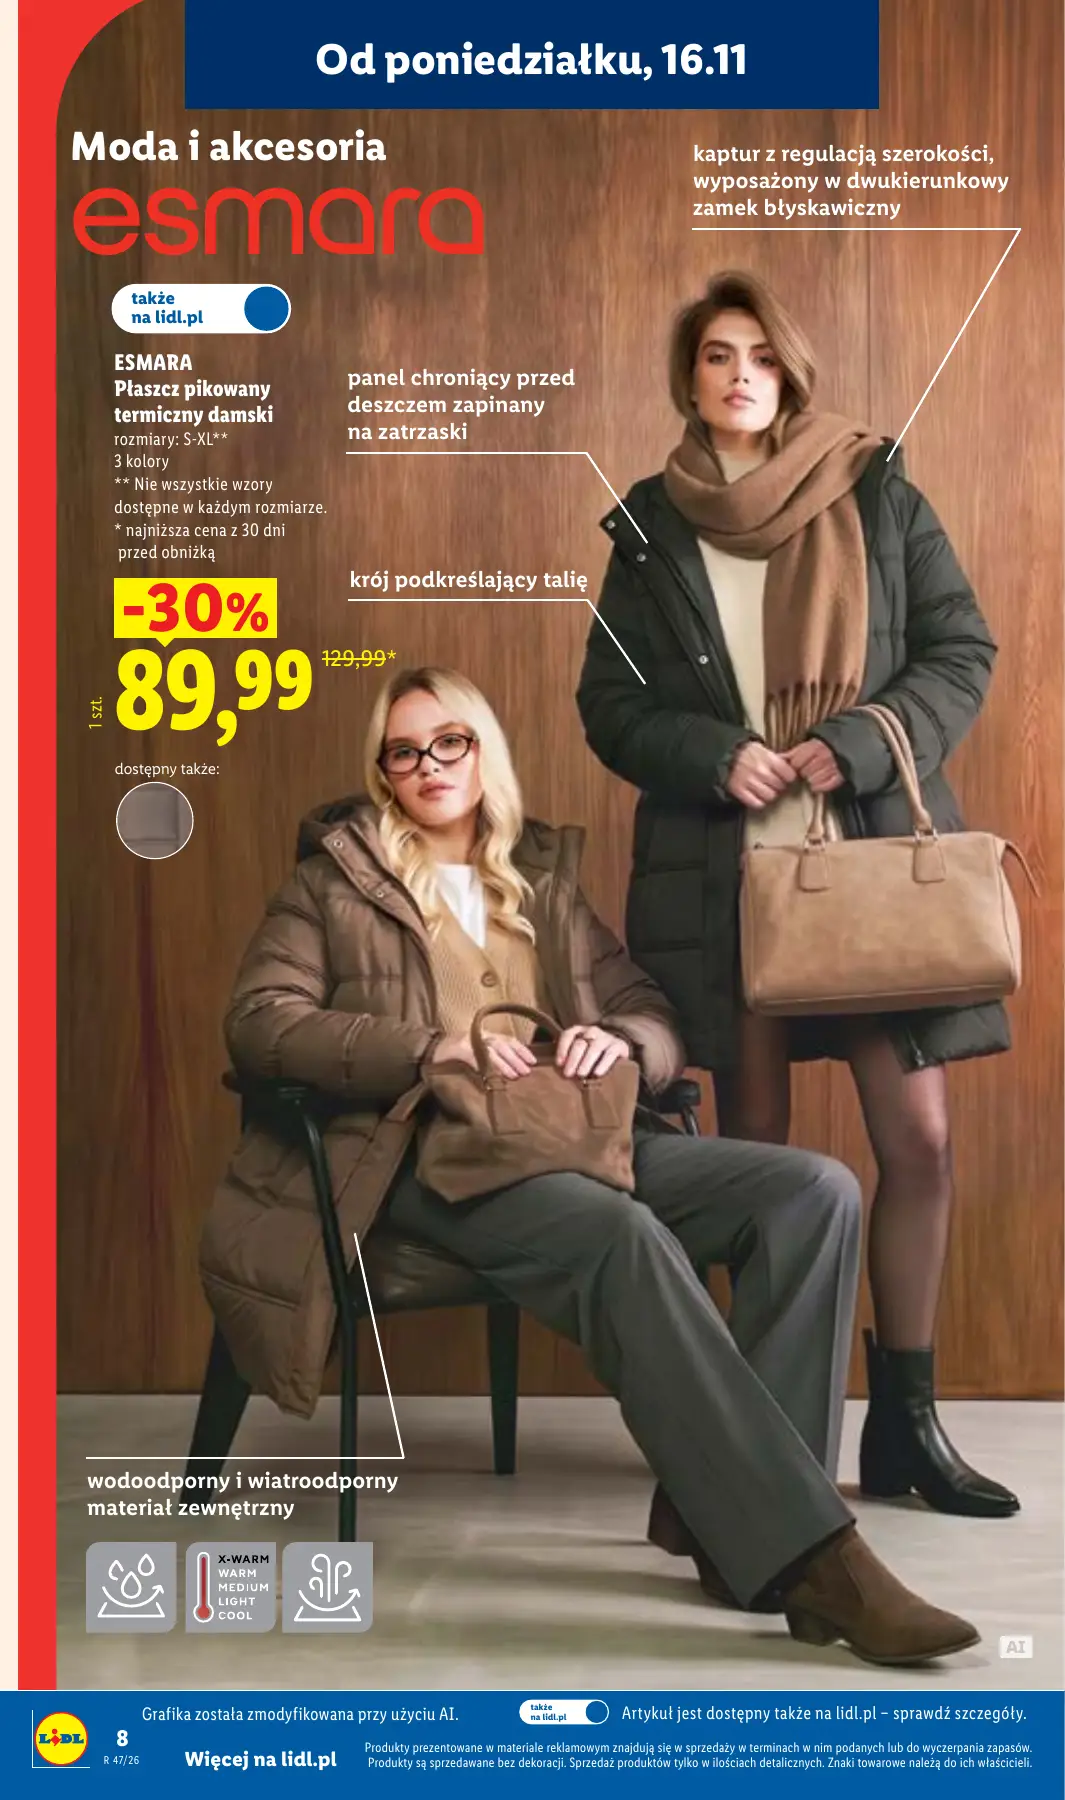 Od poniedziałku, 16.11
Moda i akcesoria
esmara
kaptur z regulacją szerokości,
wyposażony w dwukierunkowy
zamek błyskawiczny
także
na lidl.pl
ESMARA
Płaszcz pikowany
termiczny damski
rozmiary: S-XL**
3 kolory
** Nie wszystkie wzory
dostępne w każdym rozmiarze.
* najniższa cena z 30 dni
przed obniżką
panel chroniący przed
deszczem zapinany
na zatrzaski
krój podkreślający talię
-30%
129,99*
89,99
1 szt.
dostępny także:
wodoodporny i wiatroodporny
materiał zewnętrzny
X-WARM
WARM
MEDIUM
LIGHT
COOL
AI
Grafika została zmodyfikowana przy użyciu AI.
także
na lidl.pl
Artykuł jest dostępny także na lidl.pl – sprawdź szczegóły.
LIDL
8
R 47/26
Więcej na lidl.pl
Produkty prezentowane w materiale reklamowym znajdują się w sprzedaży w terminach w nim podanych lub do wyczerpania zapasów.
Produkty są sprzedawane bez dekoracji. Sprzedaż produktów tylko w ilościach detalicznych. Znaki towarowe należą do ich właścicieli.